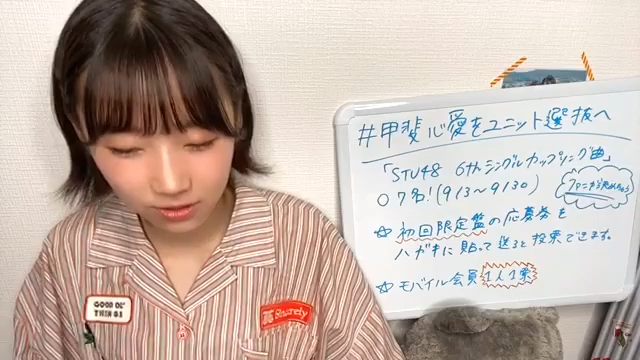 #甲斐心愛をユニット選抜へ
「STU48 6thシングルカップリング曲」
○7名!(9/3〜9/30)
☆初回限定盤の応募券を
ハガキに貼って送ると投票できます。
☆モバイル会員1人1票
GOOD OL'
THINGS